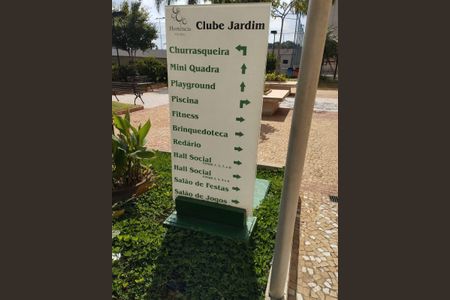 Clube Jardim
Churrasqueira
Mini Quadra
Playground
Piscina
Fitness
Brinquedoteca
Redário
Hall Social
Hall Social
Salão de Festas
Salão de Jogos